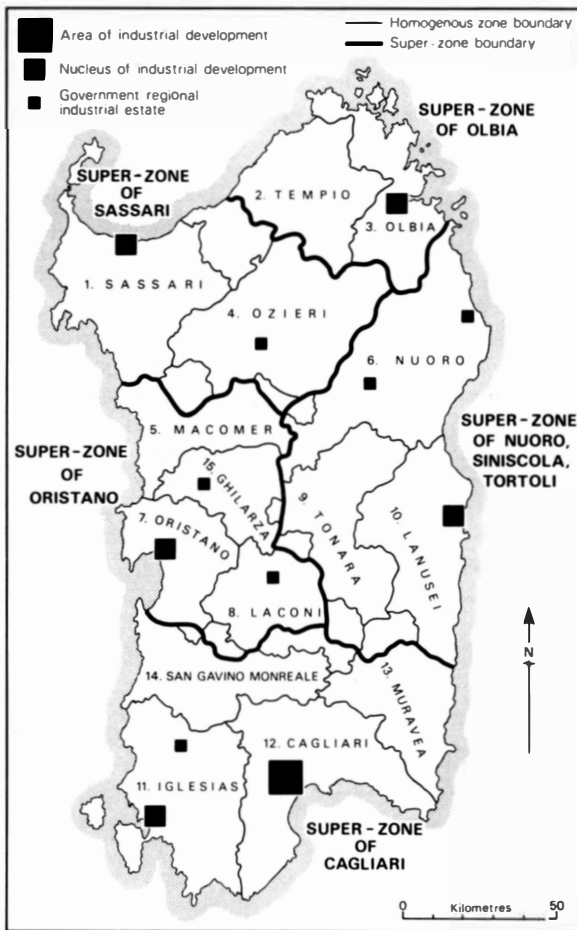 Area of industrial development
Nucleus of industrial development
Government regional
industrial estate
Homogenous zone boundary
Super-zone boundary
SUPER-ZONE
OF OLBIA
SUPER-ZONE
OF
SASSARI
2. TEMPIO
3. OLBIA
1. SASSARI
4. OZIERI
6. NUORO
5. MACOMER
SUPER-ZONE
OF
ORISTANO
SUPER-ZONE
OF NUORO,
SINISCOLA,
TORTOLI
15. GHILARZA
7. ORISTANO
9. TONARA
10. LANUSEI
8. LACONI
N
14. SAN GAVINO MONREALE
13. MURAVEA
12. CAGLIARI
11. IGLESIAS
SUPER-ZONE
OF
CAGLIARI
0 Kilometres 50